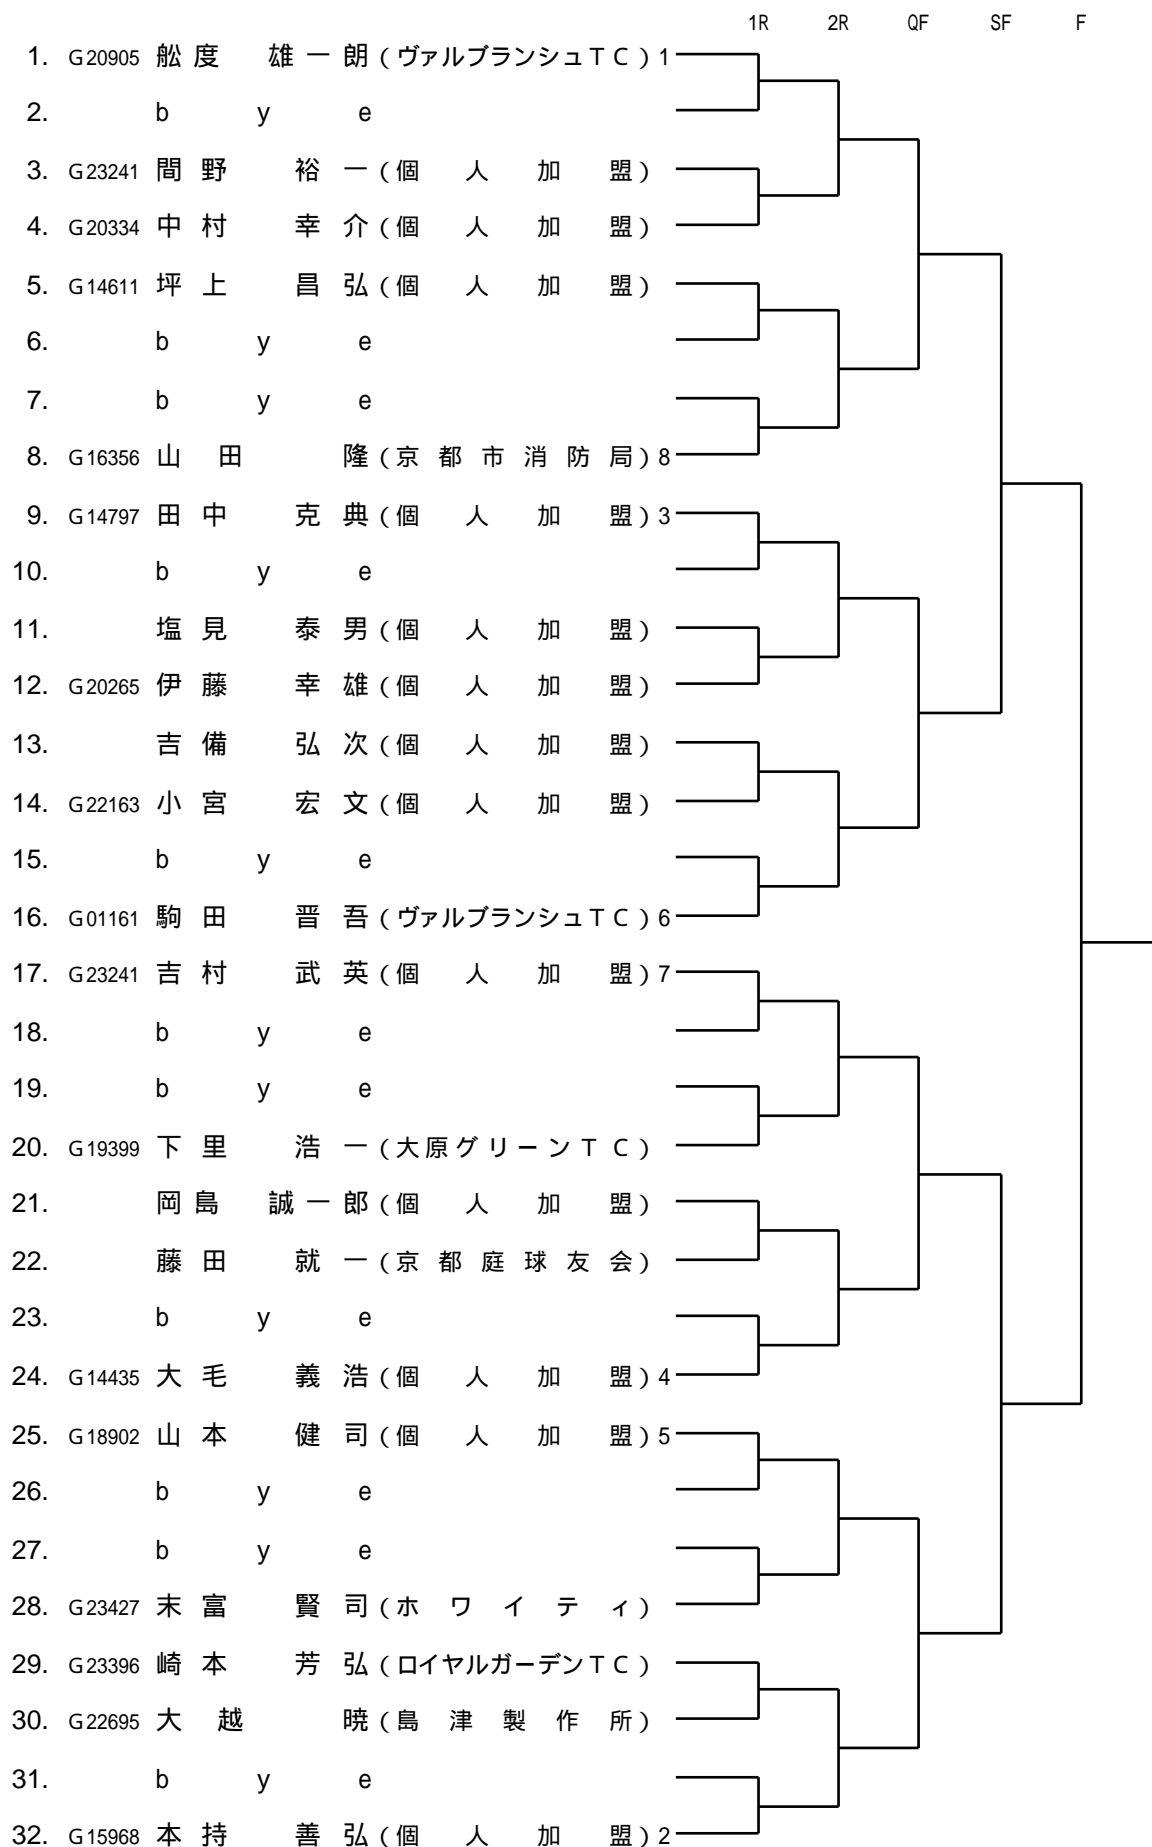 1R 2R QF SF F
1. G20905 舩度 雄一朗(ヴァルブランシュTC)1
2. bye
3. G23241 間野 裕一(個人加盟)
4. G20334 中村 幸介(個人加盟)
5. G14611 坪上 昌弘(個人加盟)
6. bye
7. bye
8. G16356 山田 隆(京都市消防局)8
9. G14797 田中 克典(個人加盟)3
10. bye
11. 塩見 泰男(個人加盟)
12. G20265 伊藤 幸雄(個人加盟)
13. 吉備 弘次(個人加盟)
14. G22163 小宮 宏文(個人加盟)
15. bye
16. G01161 駒田 晋吾(ヴァルブランシュTC)6
17. G23241 吉村 武英(個人加盟)7
18. bye
19. bye
20. G19399 下里 浩一(大原グリーンTC)
21. 岡島 誠一郎(個人加盟)
22. 藤田 就一(京都庭球友会)
23. bye
24. G14435 大毛 義浩(個人加盟)4
25. G18902 山本 健司(個人加盟)5
26. bye
27. bye
28. G23427 末富 賢司(ホワイティ)
29. G23396 崎本 芳弘(ロイヤルガーデンTC)
30. G22695 大越 暁(島津製作所)
31. bye
32. G15968 本持 善弘(個人加盟)2